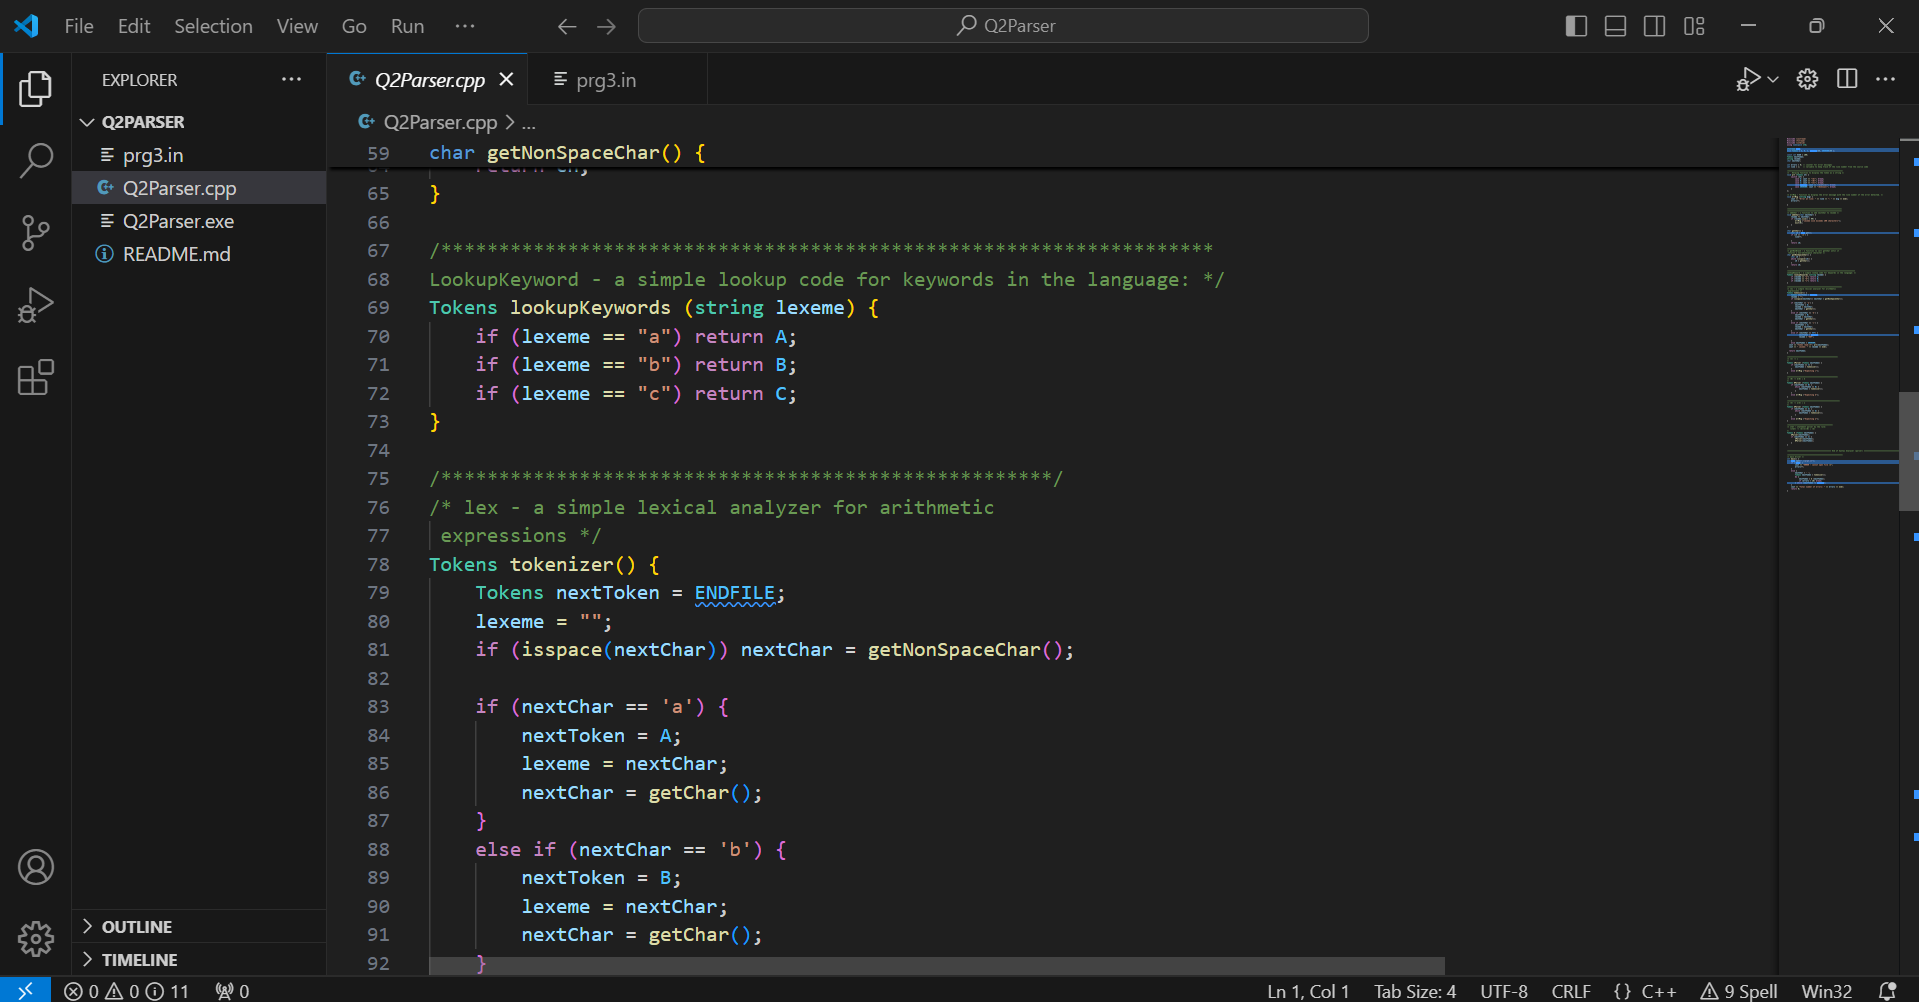 File Edit Selection View Go Run ··· Q2Parser
EXPLORER ···
Q2PARSER
prg3.in
Q2Parser.cpp
Q2Parser.exe
README.md
OUTLINE
TIMELINE
Q2Parser.cpp prg3.in
Q2Parser.cpp > ...
59 char getNonSpaceChar() {
65 }
66
67 /*******************************************************************
68 LookupKeyword - a simple lookup code for keywords in the language: */
69 Tokens lookupKeywords (string lexeme) {
70 if (lexeme == "a") return A;
71 if (lexeme == "b") return B;
72 if (lexeme == "c") return C;
73 }
74
75 /*****************************************************/
76 /* lex - a simple lexical analyzer for arithmetic
77 expressions */
78 Tokens tokenizer() {
79 Tokens nextToken = ENDFILE;
80 lexeme = "";
81 if (isspace(nextChar)) nextChar = getNonSpaceChar();
82
83 if (nextChar == 'a') {
84 nextToken = A;
85 lexeme = nextChar;
86 nextChar = getChar();
87 }
88 else if (nextChar == 'b') {
89 nextToken = B;
90 lexeme = nextChar;
91 nextChar = getChar();
92 }
0 0 11 0 Ln 1, Col 1 Tab Size: 4 UTF-8 CRLF {} C++ 9 Spell Win32